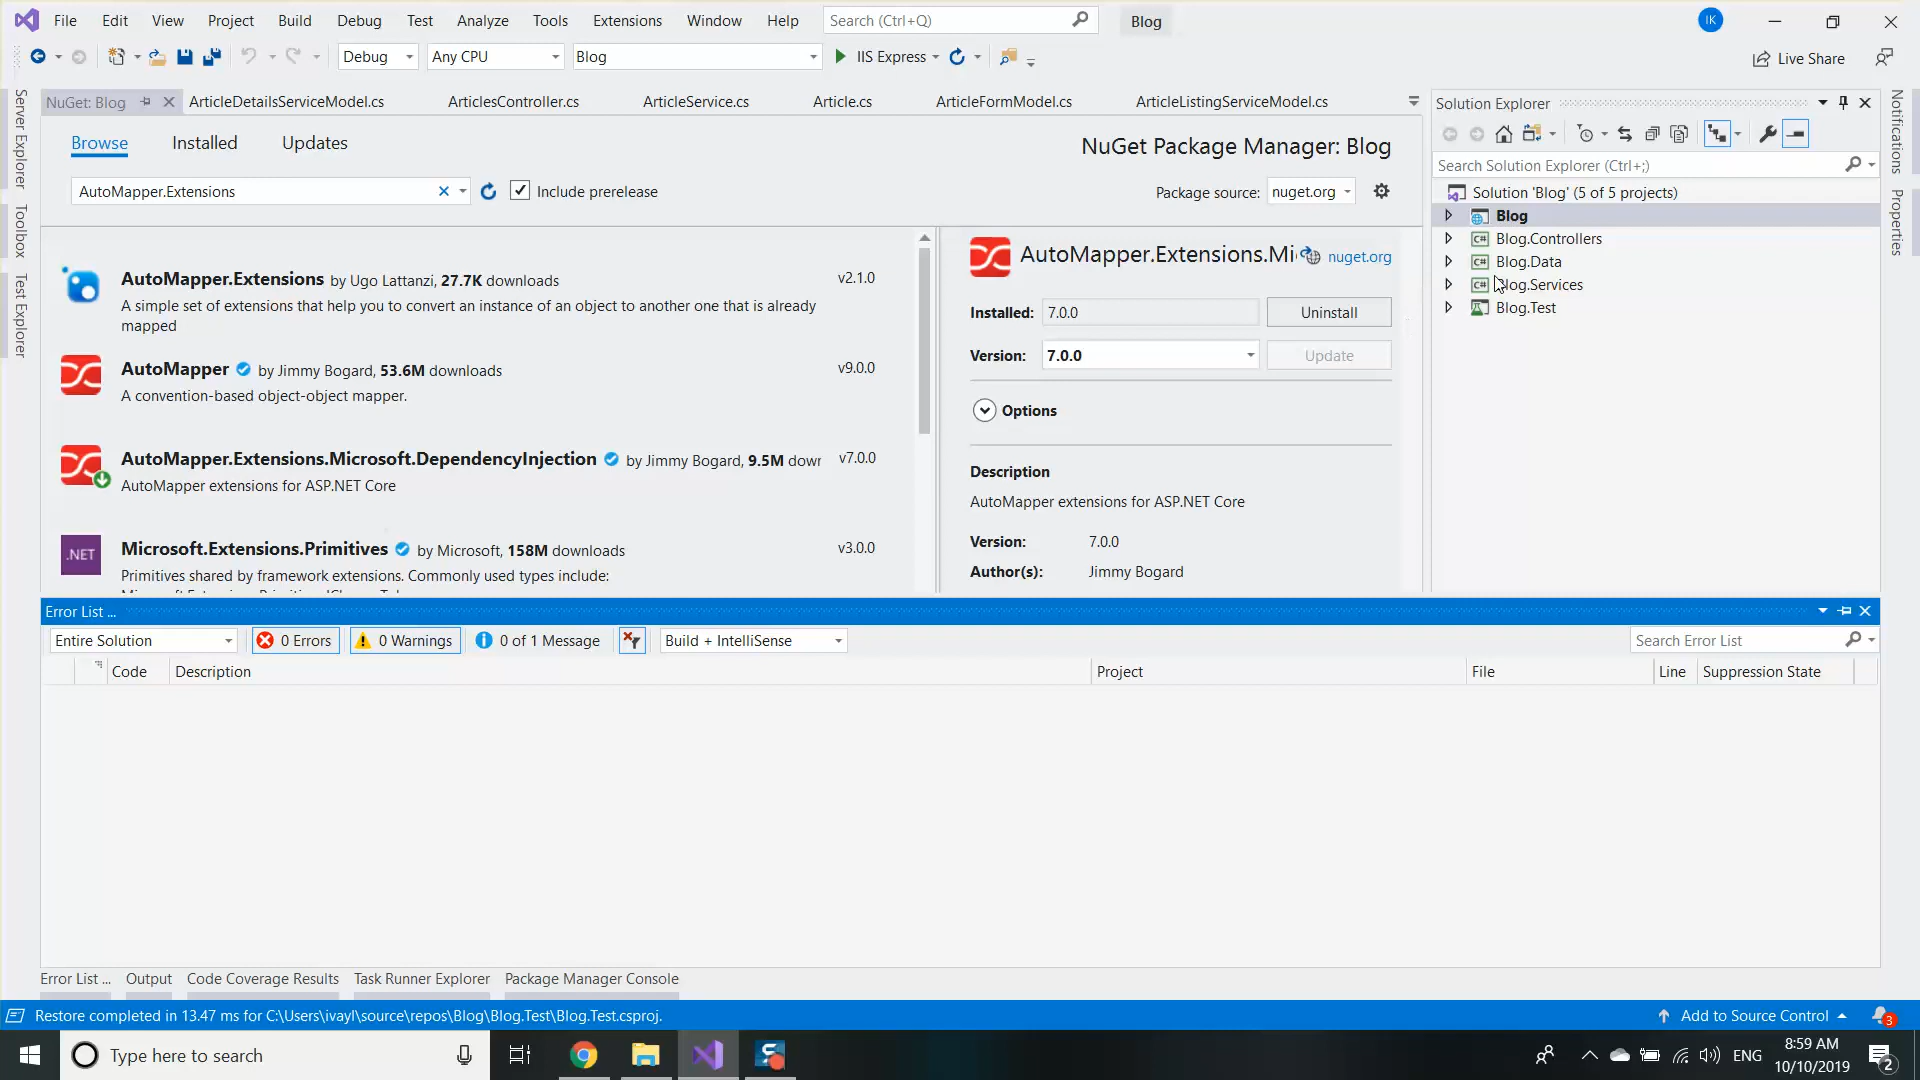 File Edit View Project Build Debug Test Analyze Tools Extensions Window Help Search (Ctrl+Q) Blog IK
Debug Any CPU Blog IIS Express Live Share
NuGet: Blog ArticleDetailsServiceModel.cs ArticlesController.cs ArticleService.cs Article.cs ArticleFormModel.cs ArticleListingServiceModel.cs
Server Explorer
Toolbox
Test Explorer
Browse Installed Updates
NuGet Package Manager: Blog
AutoMapper.Extensions Include prerelease
Package source: nuget.org
AutoMapper.Extensions by Ugo Lattanzi, 27.7K downloads v2.1.0
A simple set of extensions that help you to convert an instance of an object to another one that is already
mapped
AutoMapper by Jimmy Bogard, 53.6M downloads v9.0.0
A convention-based object-object mapper.
AutoMapper.Extensions.Microsoft.DependencyInjection by Jimmy Bogard, 9.5M dowr v7.0.0
AutoMapper extensions for ASP.NET Core
.NET
Microsoft.Extensions.Primitives by Microsoft, 158M downloads v3.0.0
Primitives shared by framework extensions. Commonly used types include:
AutoMapper.Extensions.Mi nuget.org
Installed: 7.0.0 Uninstall
Version: 7.0.0 Update
Options
Description
AutoMapper extensions for ASP.NET Core
Version: 7.0.0
Author(s): Jimmy Bogard
Solution Explorer
Search Solution Explorer (Ctrl+;)
Solution 'Blog' (5 of 5 projects)
Blog
C# Blog.Controllers
C# Blog.Data
C# Blog.Services
Blog.Test
Notifications
Properties
Error List ...
Entire Solution 0 Errors 0 Warnings 0 of 1 Message Build + IntelliSense Search Error List
Code Description Project File Line Suppression State
Error List ... Output Code Coverage Results Task Runner Explorer Package Manager Console
Restore completed in 13.47 ms for C:\Users\ivayl\source\repos\Blog\Blog.Test\Blog.Test.csproj. Add to Source Control 3
Type here to search ENG 8:59 AM
10/10/2019 2